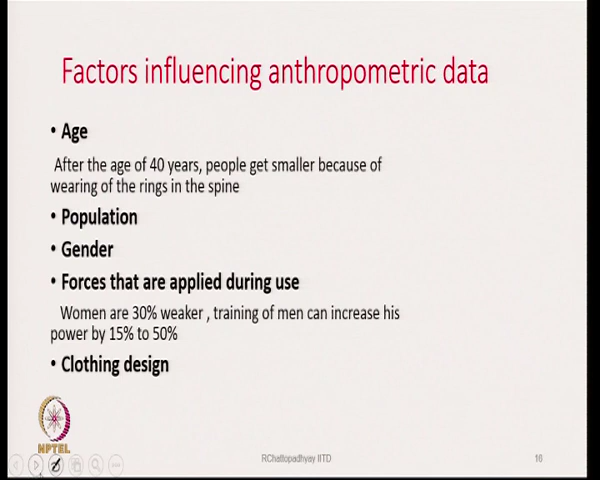 Factors influencing anthropometric data
• Age
After the age of 40 years, people get smaller because of
wearing of the rings in the spine
• Population
• Gender
• Forces that are applied during use
Women are 30% weaker , training of men can increase his
power by 15% to 50%
• Clothing design
NPTEL
RChattopadhyay IITD
16